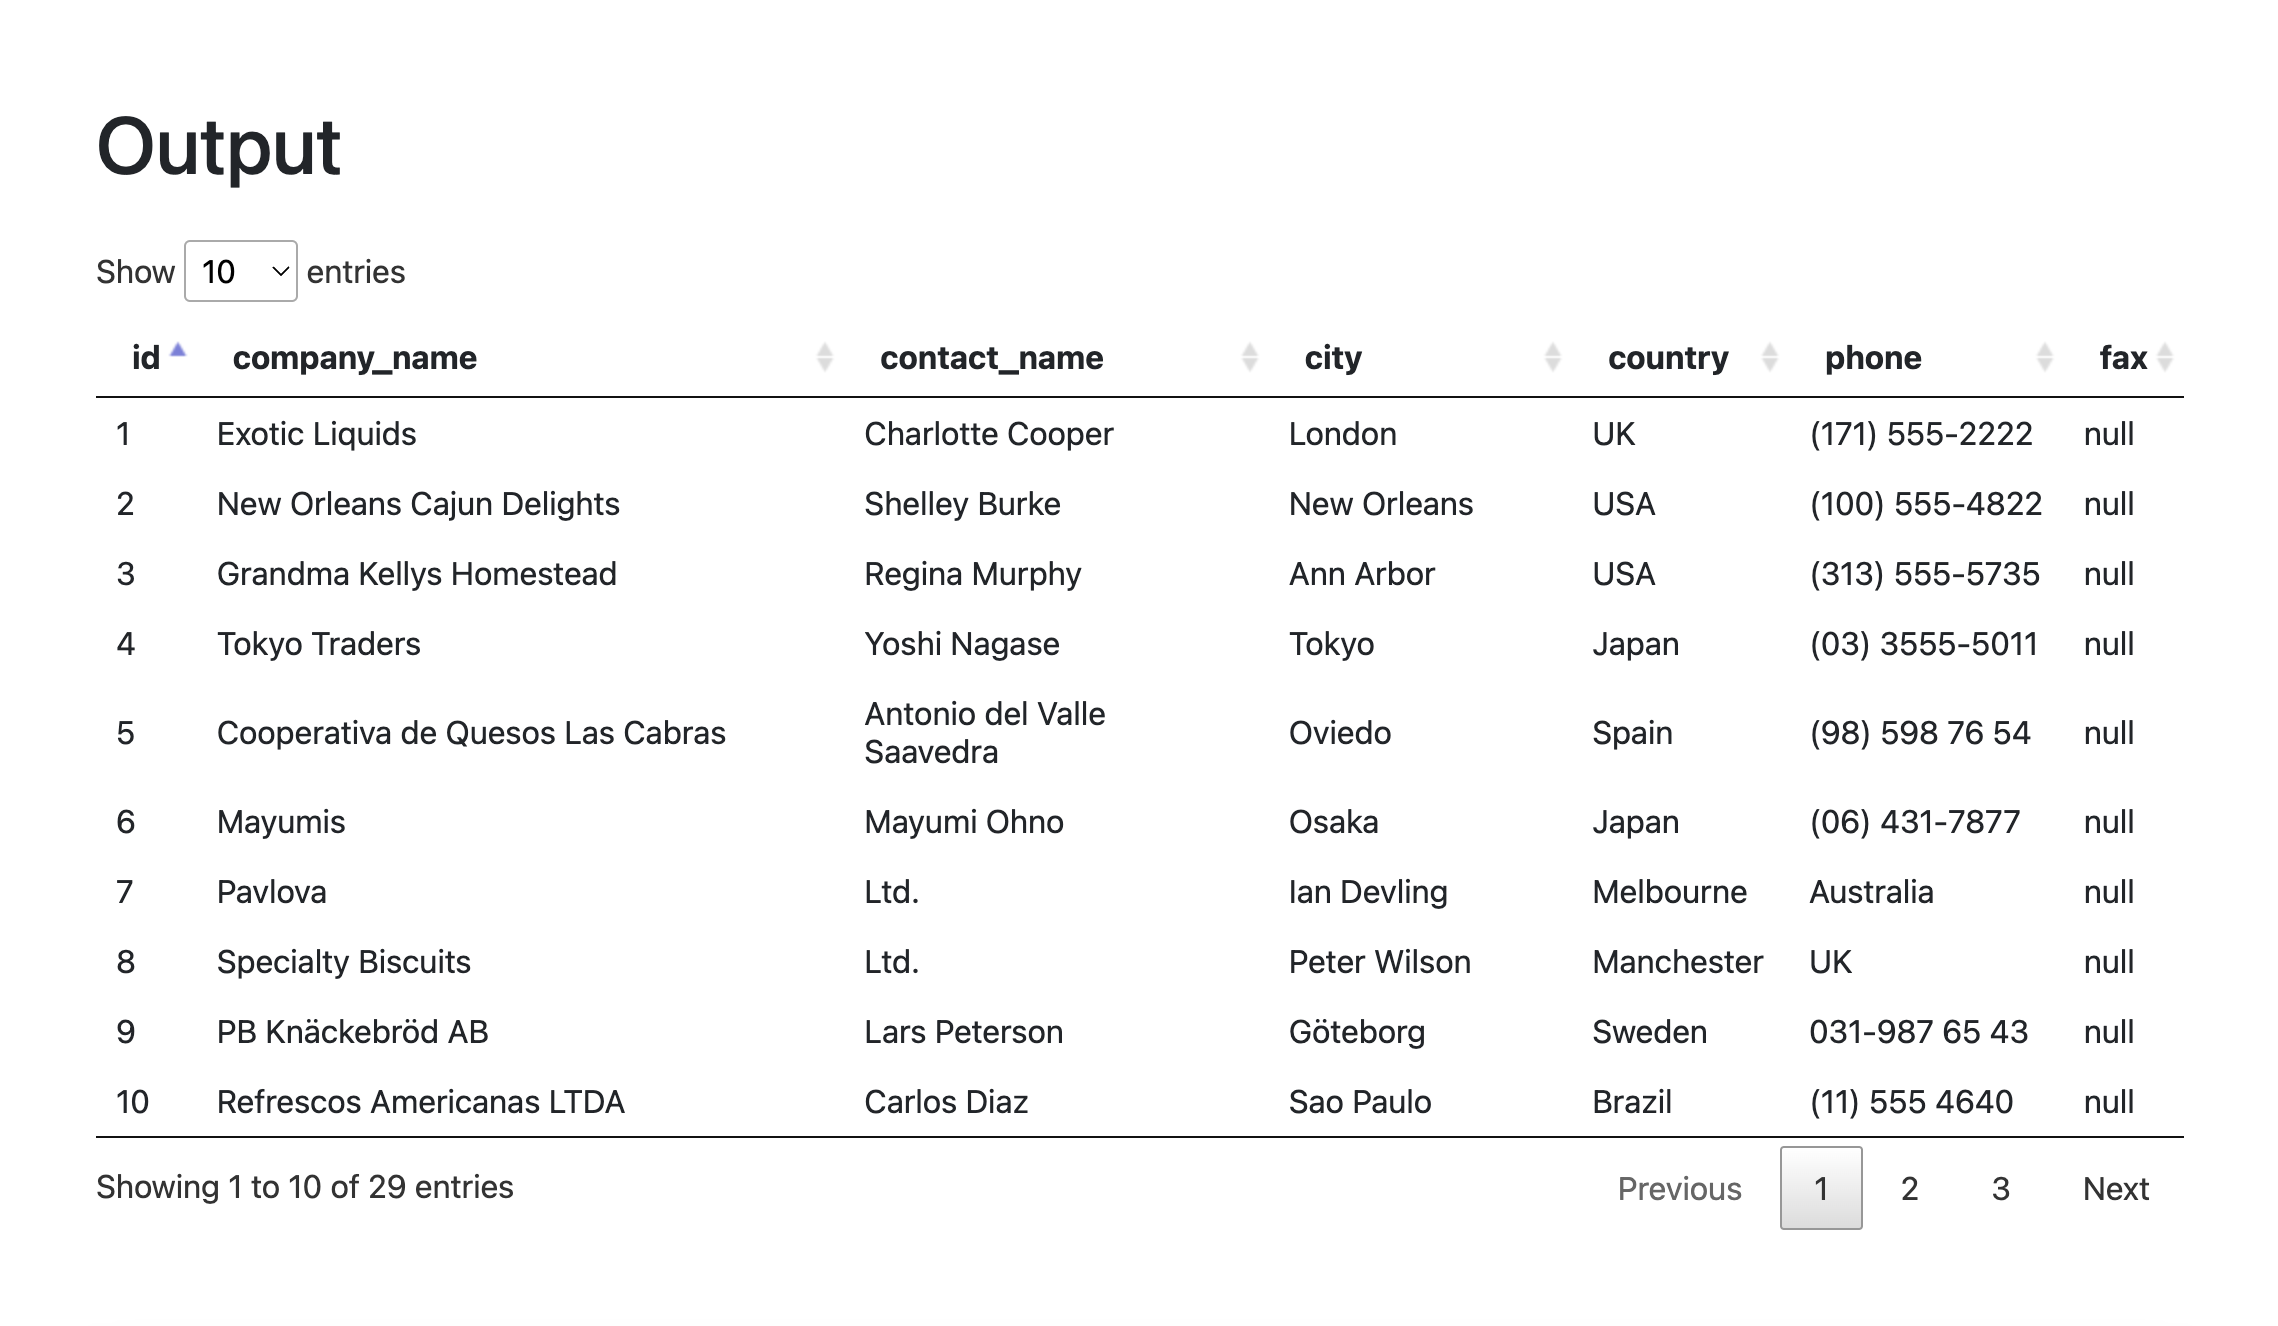 Output
Show 10 entries
id company_name contact_name city country phone fax
1 Exotic Liquids Charlotte Cooper London UK (171) 555-2222 null
2 New Orleans Cajun Delights Shelley Burke New Orleans USA (100) 555-4822 null
3 Grandma Kellys Homestead Regina Murphy Ann Arbor USA (313) 555-5735 null
4 Tokyo Traders Yoshi Nagase Tokyo Japan (03) 3555-5011 null
5 Cooperativa de Quesos Las Cabras Antonio del Valle Saavedra Oviedo Spain (98) 598 76 54 null
6 Mayumis Mayumi Ohno Osaka Japan (06) 431-7877 null
7 Pavlova Ltd. Ian Devling Melbourne Australia null
8 Specialty Biscuits Ltd. Peter Wilson Manchester UK null
9 PB Knäckebröd AB Lars Peterson Göteborg Sweden 031-987 65 43 null
10 Refrescos Americanas LTDA Carlos Diaz Sao Paulo Brazil (11) 555 4640 null
Showing 1 to 10 of 29 entries Previous 1 2 3 Next